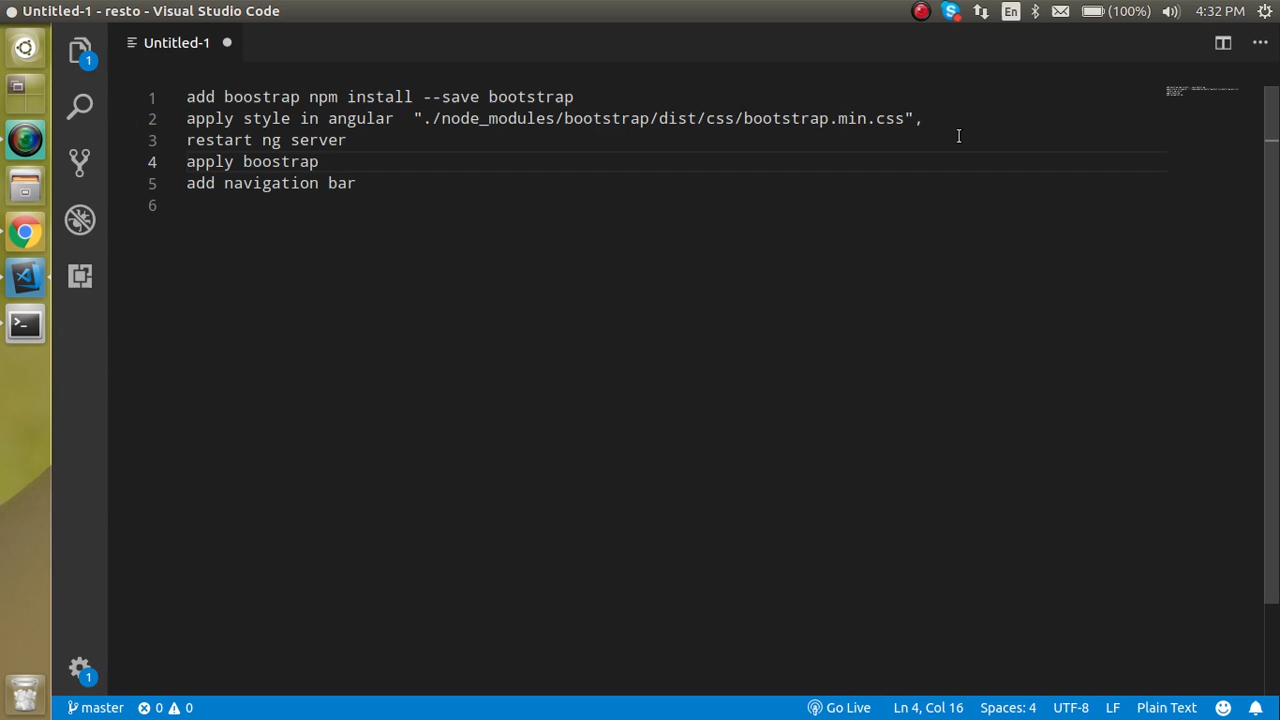 Untitled-1 - resto - Visual Studio Code
En
(100%)
4:32 PM
1
Untitled-1
1 add boostrap npm install --save bootstrap
2 apply style in angular "./node_modules/bootstrap/dist/css/bootstrap.min.css",
3 restart ng server
4 apply boostrap
5 add navigation bar
6
1
master
0
0
Go Live
Ln 4, Col 16
Spaces: 4
UTF-8
LF
Plain Text